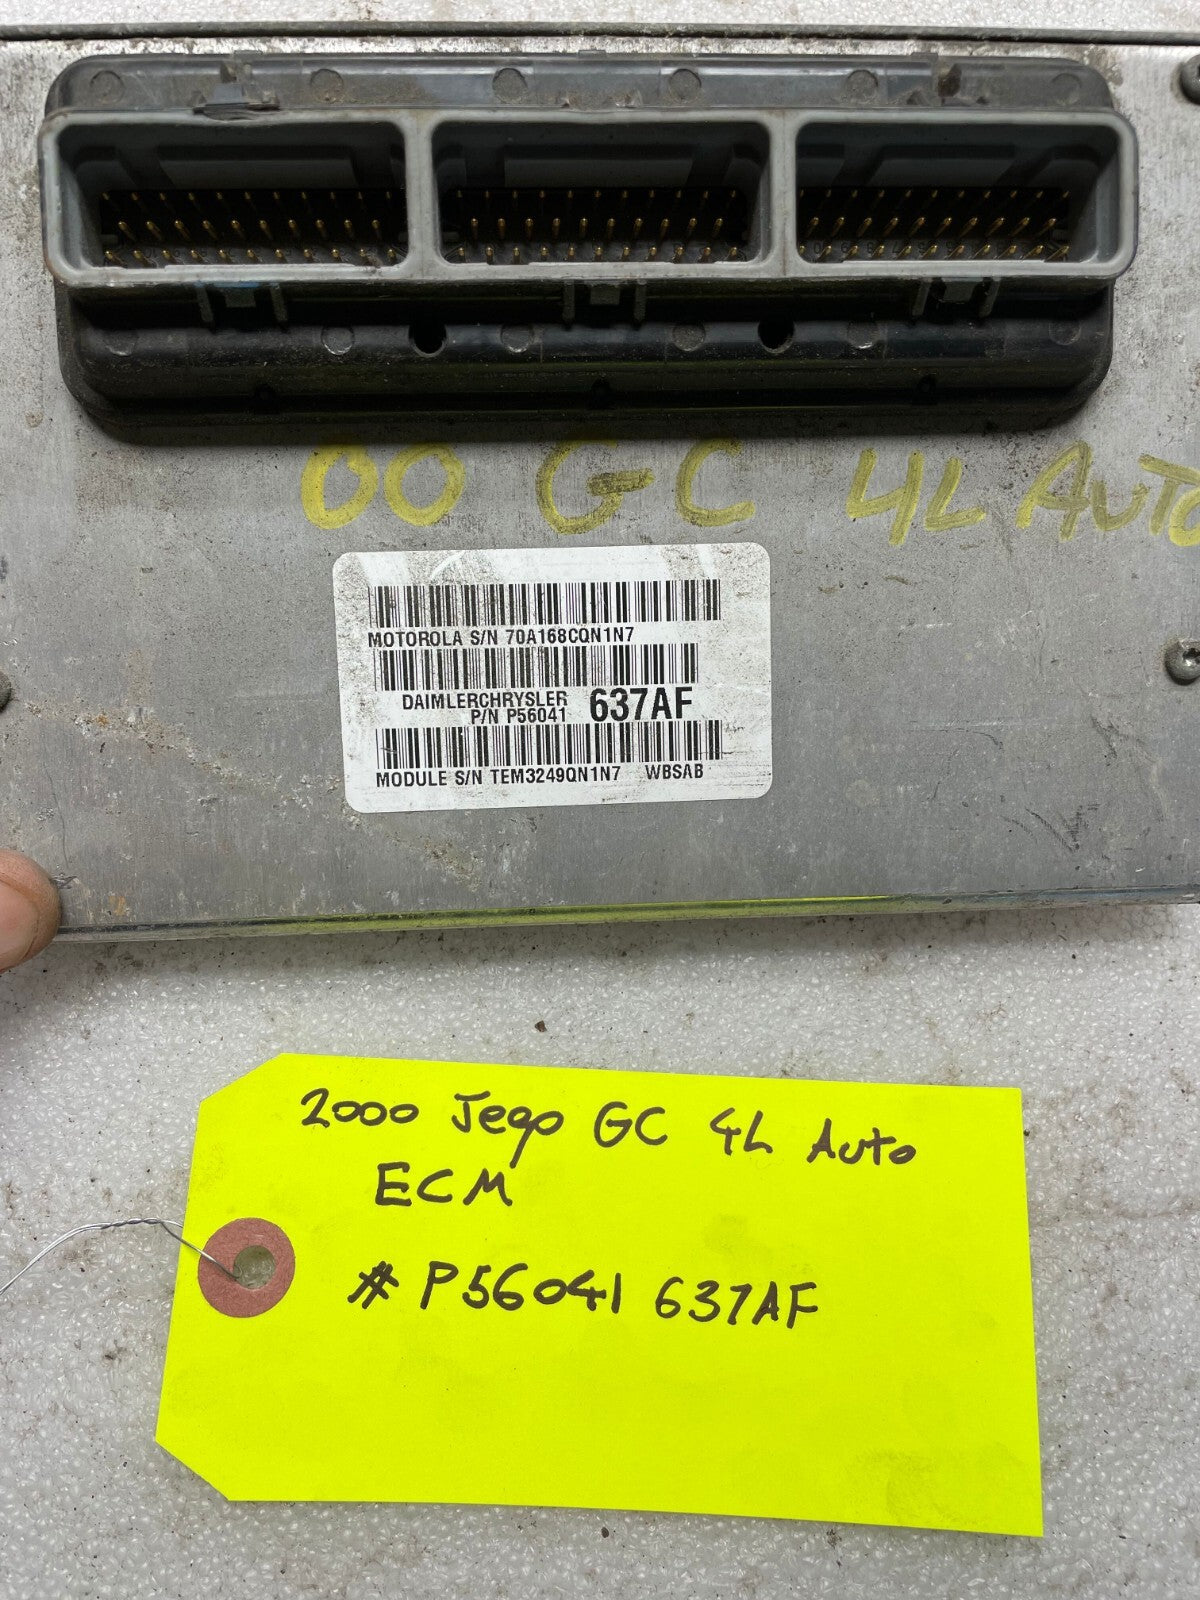 00 GC 4L AUTO
MOTOROLA S/N 70A168CQN1N7
DAIMLERCHRYSLER 637AF
P/N P56041
MODULE S/N TEM3249QN1N7 WBSAB
2000 Jeep GC 4L Auto
ECM
# P56041 637AF